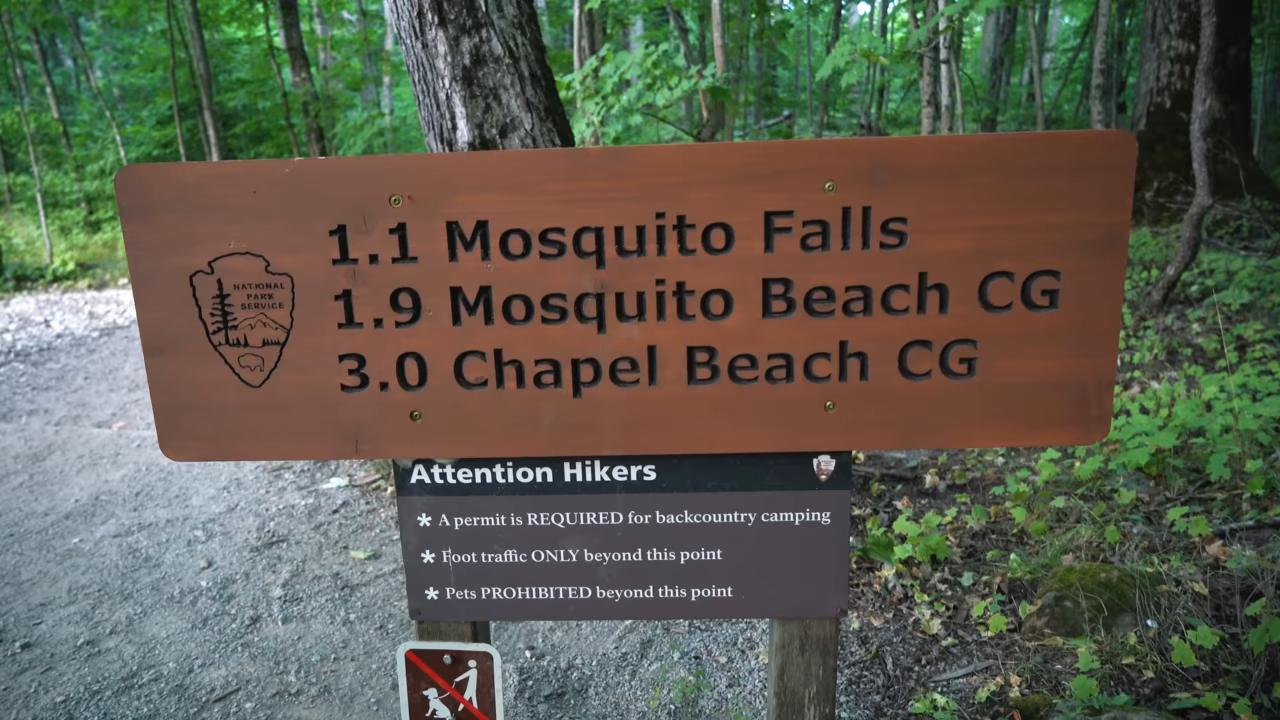 NATIONAL
PARK
SERVICE
1.1 Mosquito Falls
1.9 Mosquito Beach CG
3.0 Chapel Beach CG
Attention Hikers
* A permit is REQUIRED for backcountry camping
* Foot traffic ONLY beyond this point
* Pets PROHIBITED beyond this point